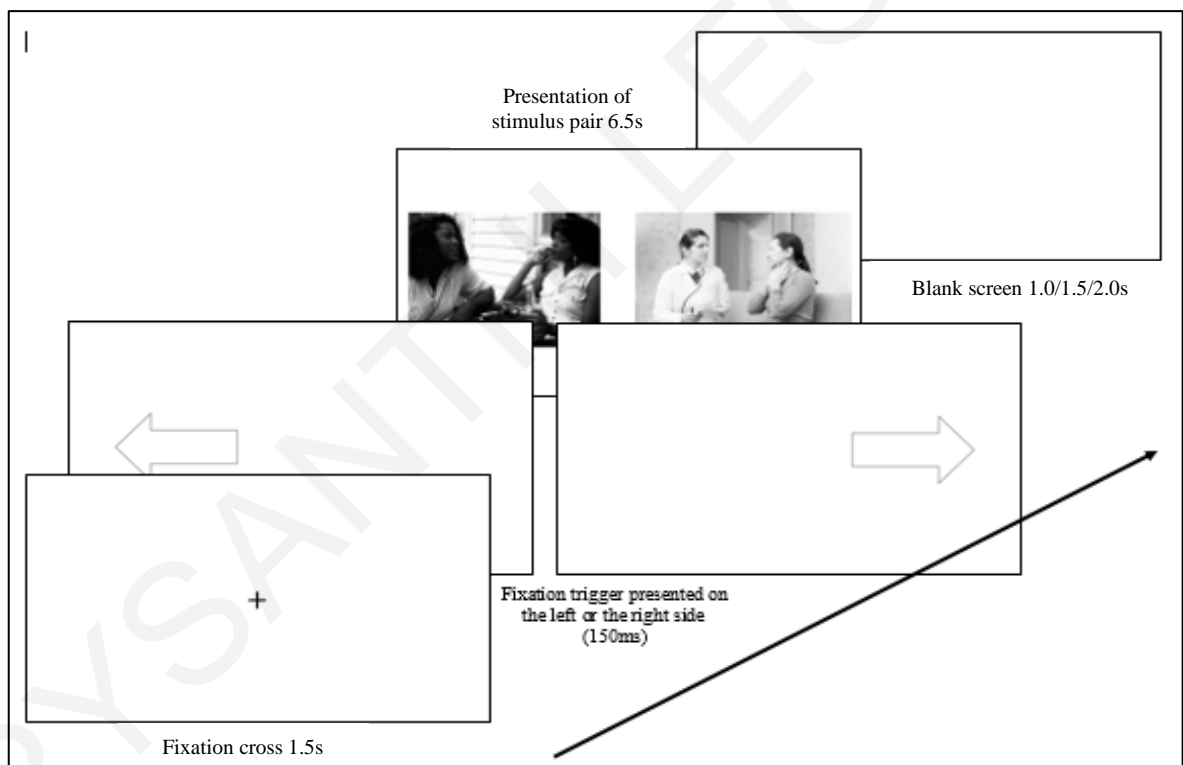 Presentation of
stimulus pair 6.5s
Blank screen 1.0/1.5/2.0s
Fixation trigger presented on
the left or the right side
(150ms)
+
Fixation cross 1.5s